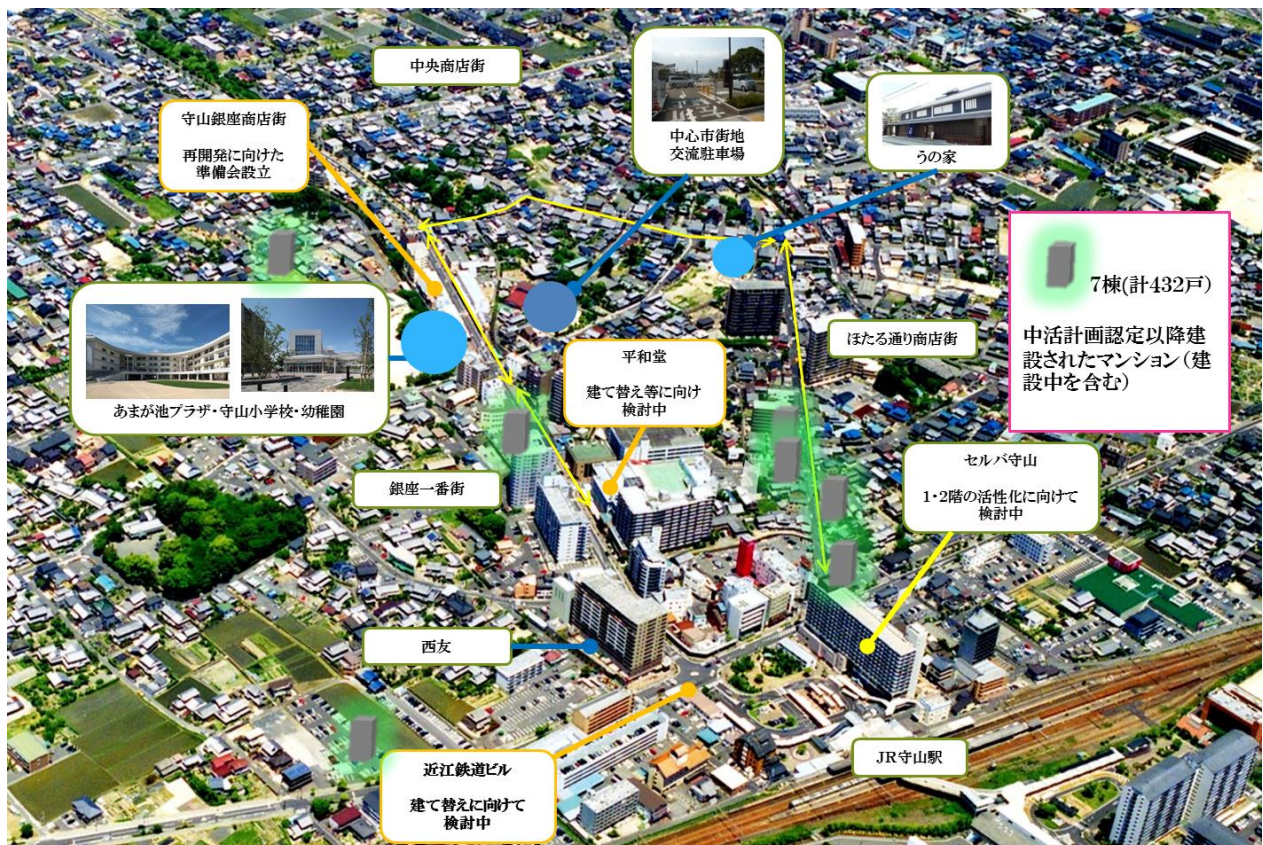 中央商店街
守山銀座商店街
再開発に向けた
準備会設立
中心市街地
交流駐車場
うの家
7棟(計432戸)
中活計画認定以降建
設されたマンション(建
設中を含む)
あまが池プラザ・守山小学校・幼稚園
平和堂
建て替え等に向け
検討中
ほたる通り商店街
銀座一番街
セルバ守山
1・2階の活性化に向けて
検討中
西友
近江鉄道ビル
建て替えに向けて
検討中
JR守山駅